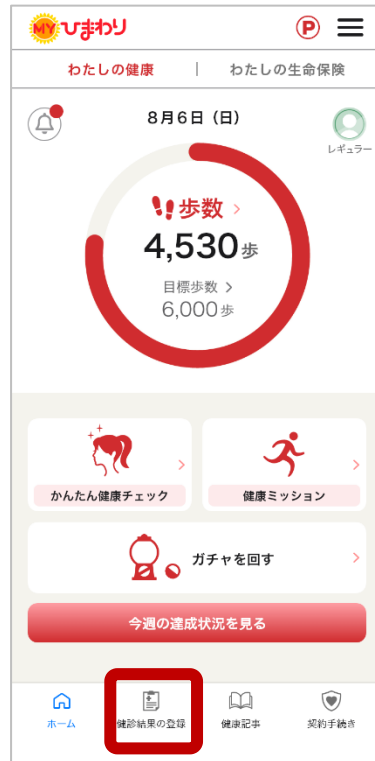 MYひまわり
P
わたしの健康 | わたしの生命保険
8月6日（日）
レギュラー
歩数
4,530歩
目標歩数
6,000歩
かんたん健康チェック
健康ミッション
ガチャを回す
今週の達成状況を見る
ホーム
健診結果の登録
健康記事
契約手続き